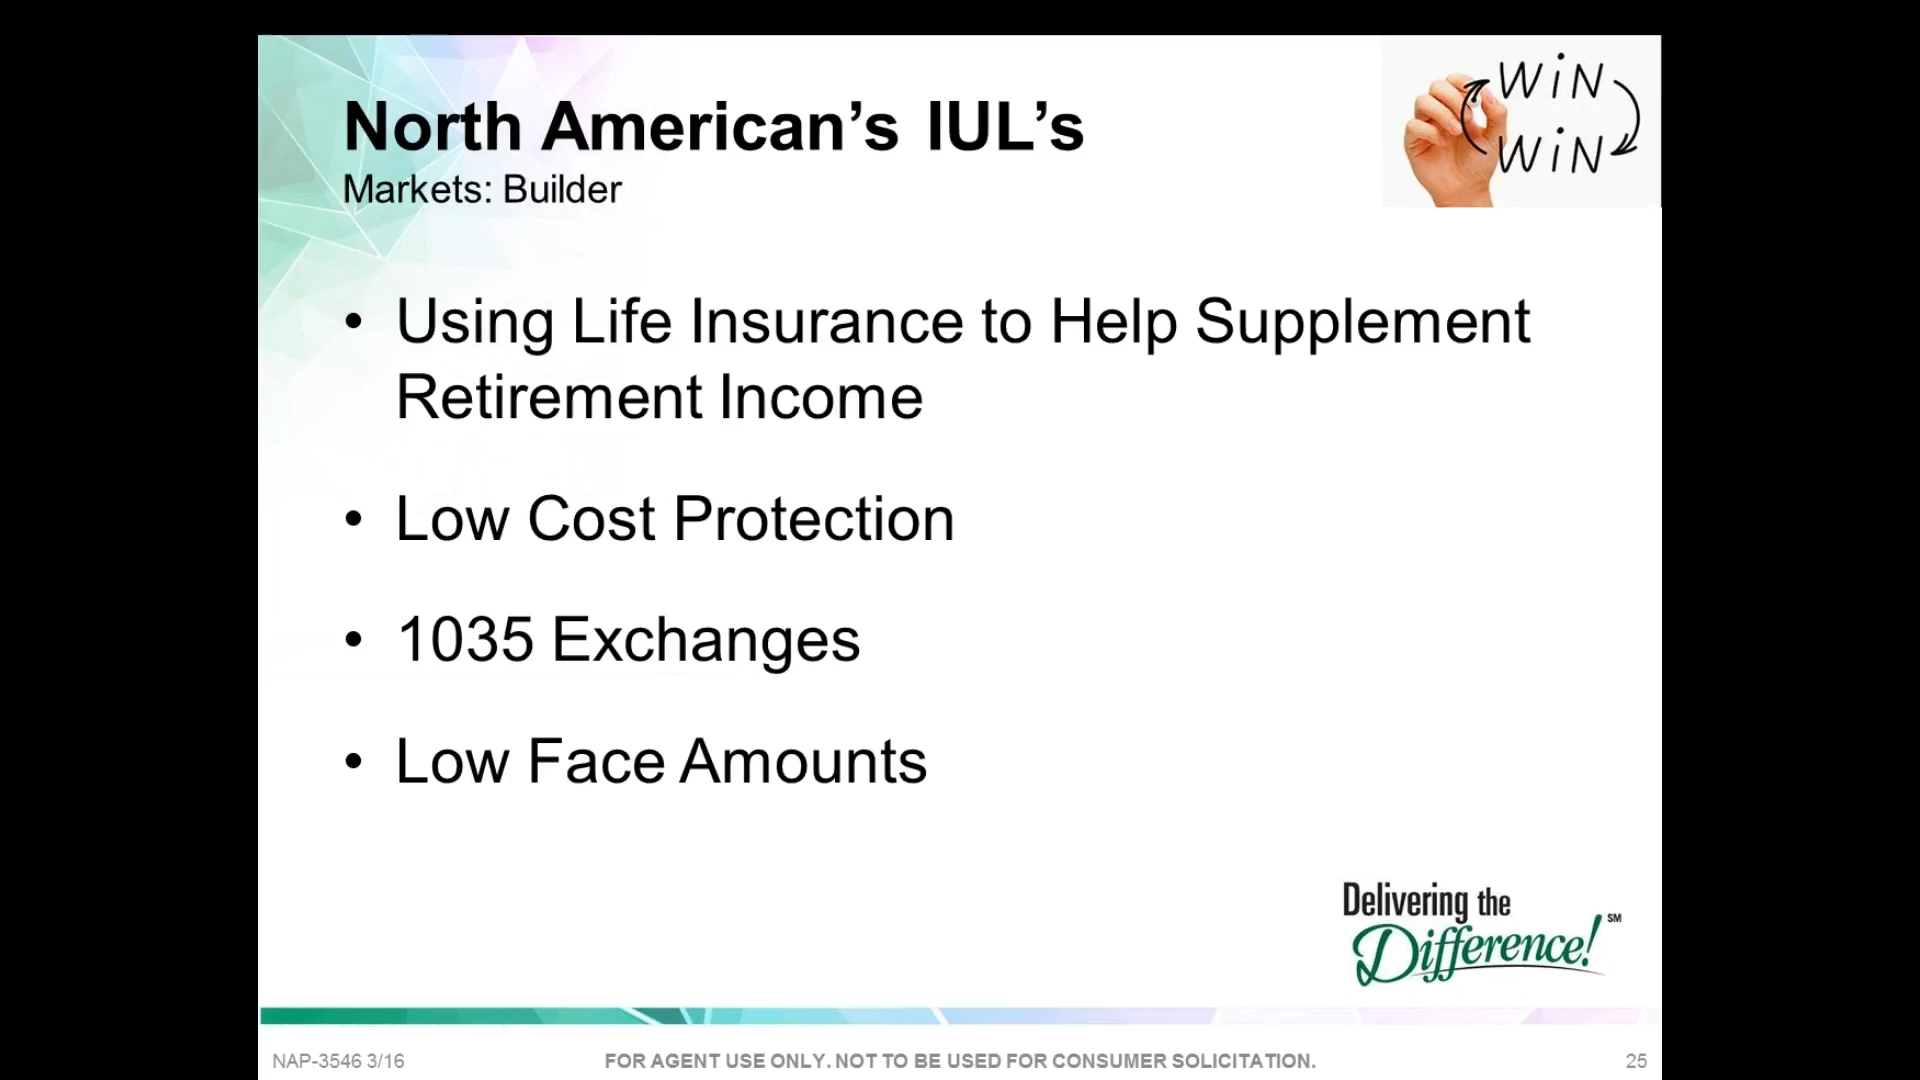 WiN
WiN
North American’s IUL’s
Markets: Builder
• Using Life Insurance to Help Supplement
Retirement Income
• Low Cost Protection
• 1035 Exchanges
• Low Face Amounts
Delivering the
Difference! SM
NAP-3546 3/16
FOR AGENT USE ONLY. NOT TO BE USED FOR CONSUMER SOLICITATION.
25